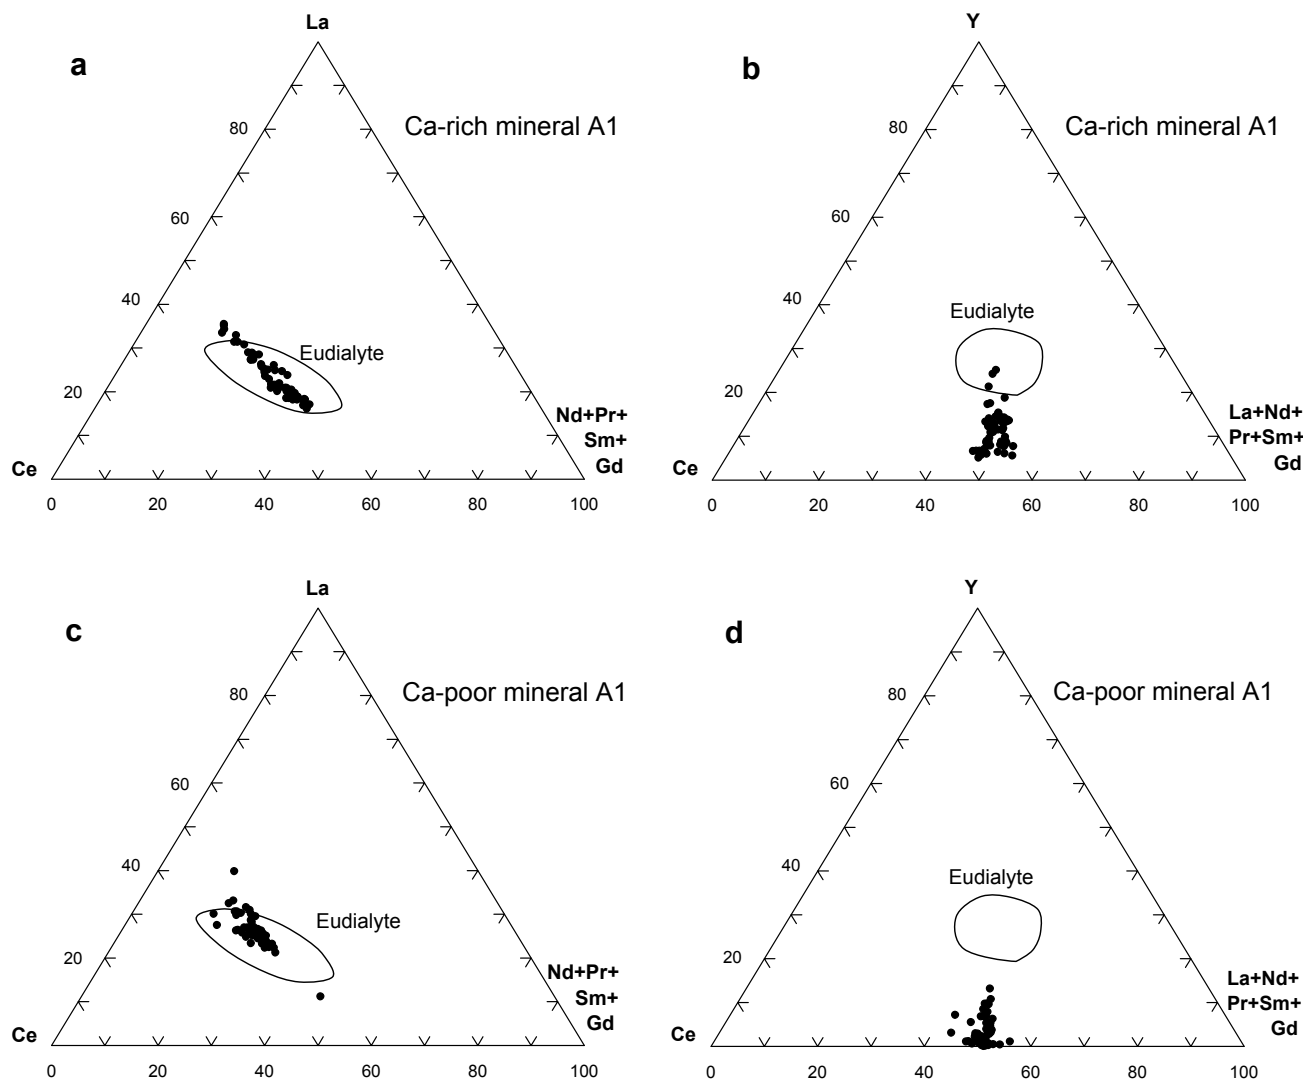 La
a
Ca-rich mineral A1
80
60
40
Eudialyte
20
Nd+Pr+
Sm+
Gd
Ce
0 20 40 60 80 100
Y
b
Ca-rich mineral A1
80
60
40
Eudialyte
20
La+Nd+
Pr+Sm+
Gd
Ce
0 20 40 60 80 100
La
c
Ca-poor mineral A1
80
60
40
Eudialyte
20
Nd+Pr+
Sm+
Gd
Ce
0 20 40 60 80 100
Y
d
Ca-poor mineral A1
80
60
40
Eudialyte
20
La+Nd+
Pr+Sm+
Gd
Ce
0 20 40 60 80 100